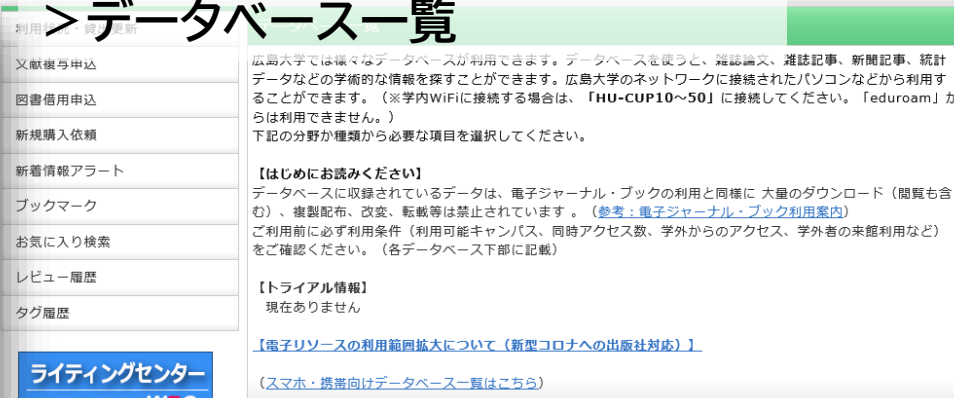 ＞データベース一覧
利用状況・貸出更新
文献複写申込
図書借用申込
新規購入依頼
新着情報アラート
ブックマーク
お気に入り検索
レビュー履歴
タグ履歴
ライティングセンター
広島大学では様々なデータベースが利用できます。データベースを使うと、雑誌論文、雑誌記事、新聞記事、統計
データなどの学術的な情報を探すことができます。広島大学のネットワークに接続されたパソコンなどから利用す
ることができます。（※学内WiFiに接続する場合は、「HU-CUP10～50」に接続してください。「eduroam」か
らは利用できません。）
下記の分野か種類から必要な項目を選択してください。
【はじめにお読みください】
データベースに収録されているデータは、電子ジャーナル・ブックの利用と同様に 大量のダウンロード（閲覧も含
む）、複製配布、改変、転載等は禁止されています 。（参考：電子ジャーナル・ブック利用案内）
ご利用前に必ず利用条件（利用可能キャンパス、同時アクセス数、学外からのアクセス、学外者の来館利用など）
をご確認ください。（各データベース下部に記載）
【トライアル情報】
現在ありません
【電子リソースの利用範囲拡大について（新型コロナへの出版社対応）】
（スマホ・携帯向けデータベース一覧はこちら）